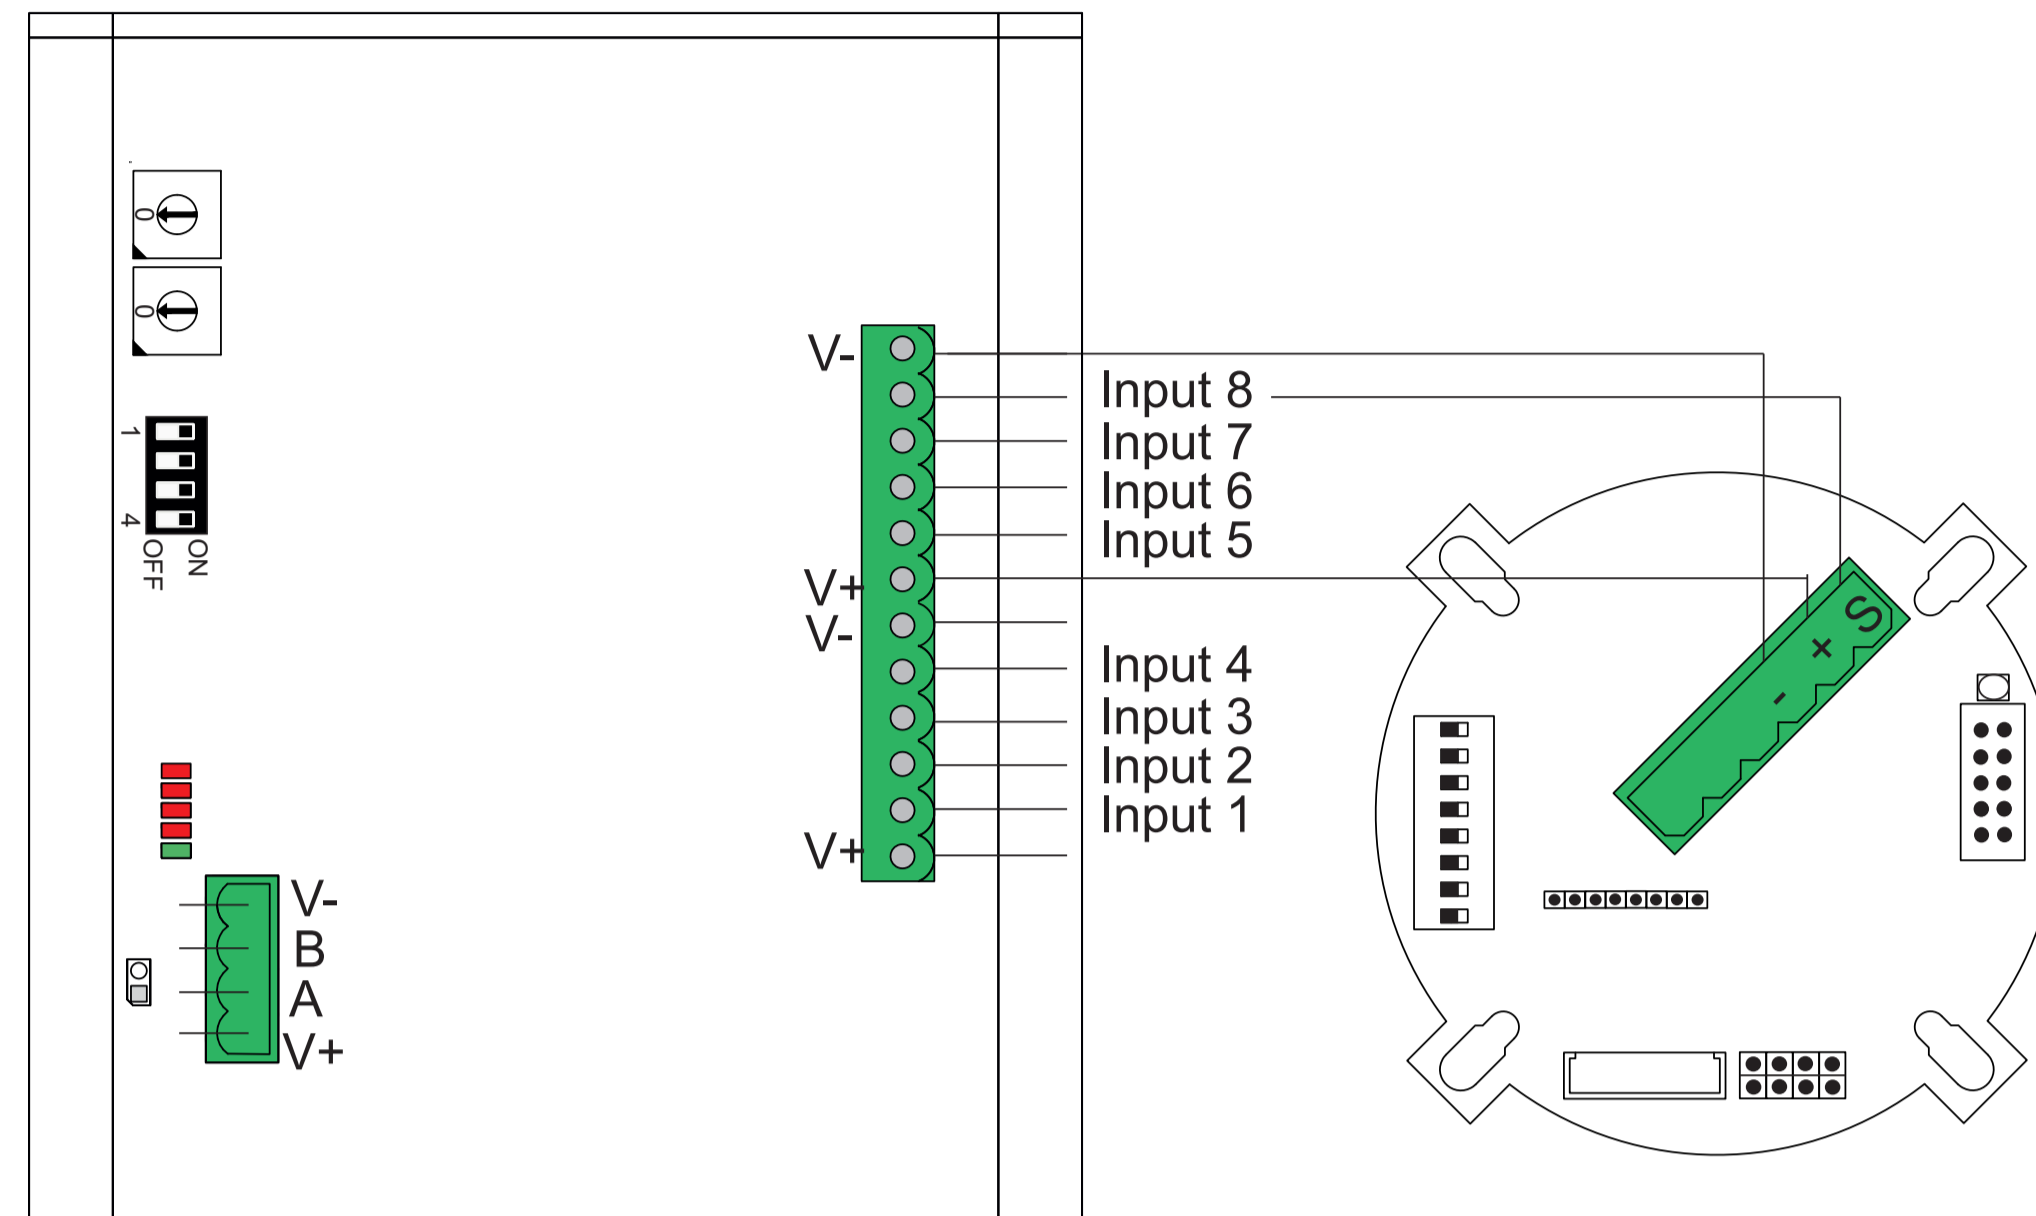 0
0
1
4
OFF
ON
V-
B
A
V+
V-
V+
V-
V+
Input 8
Input 7
Input 6
Input 5
Input 4
Input 3
Input 2
Input 1
S
+
-